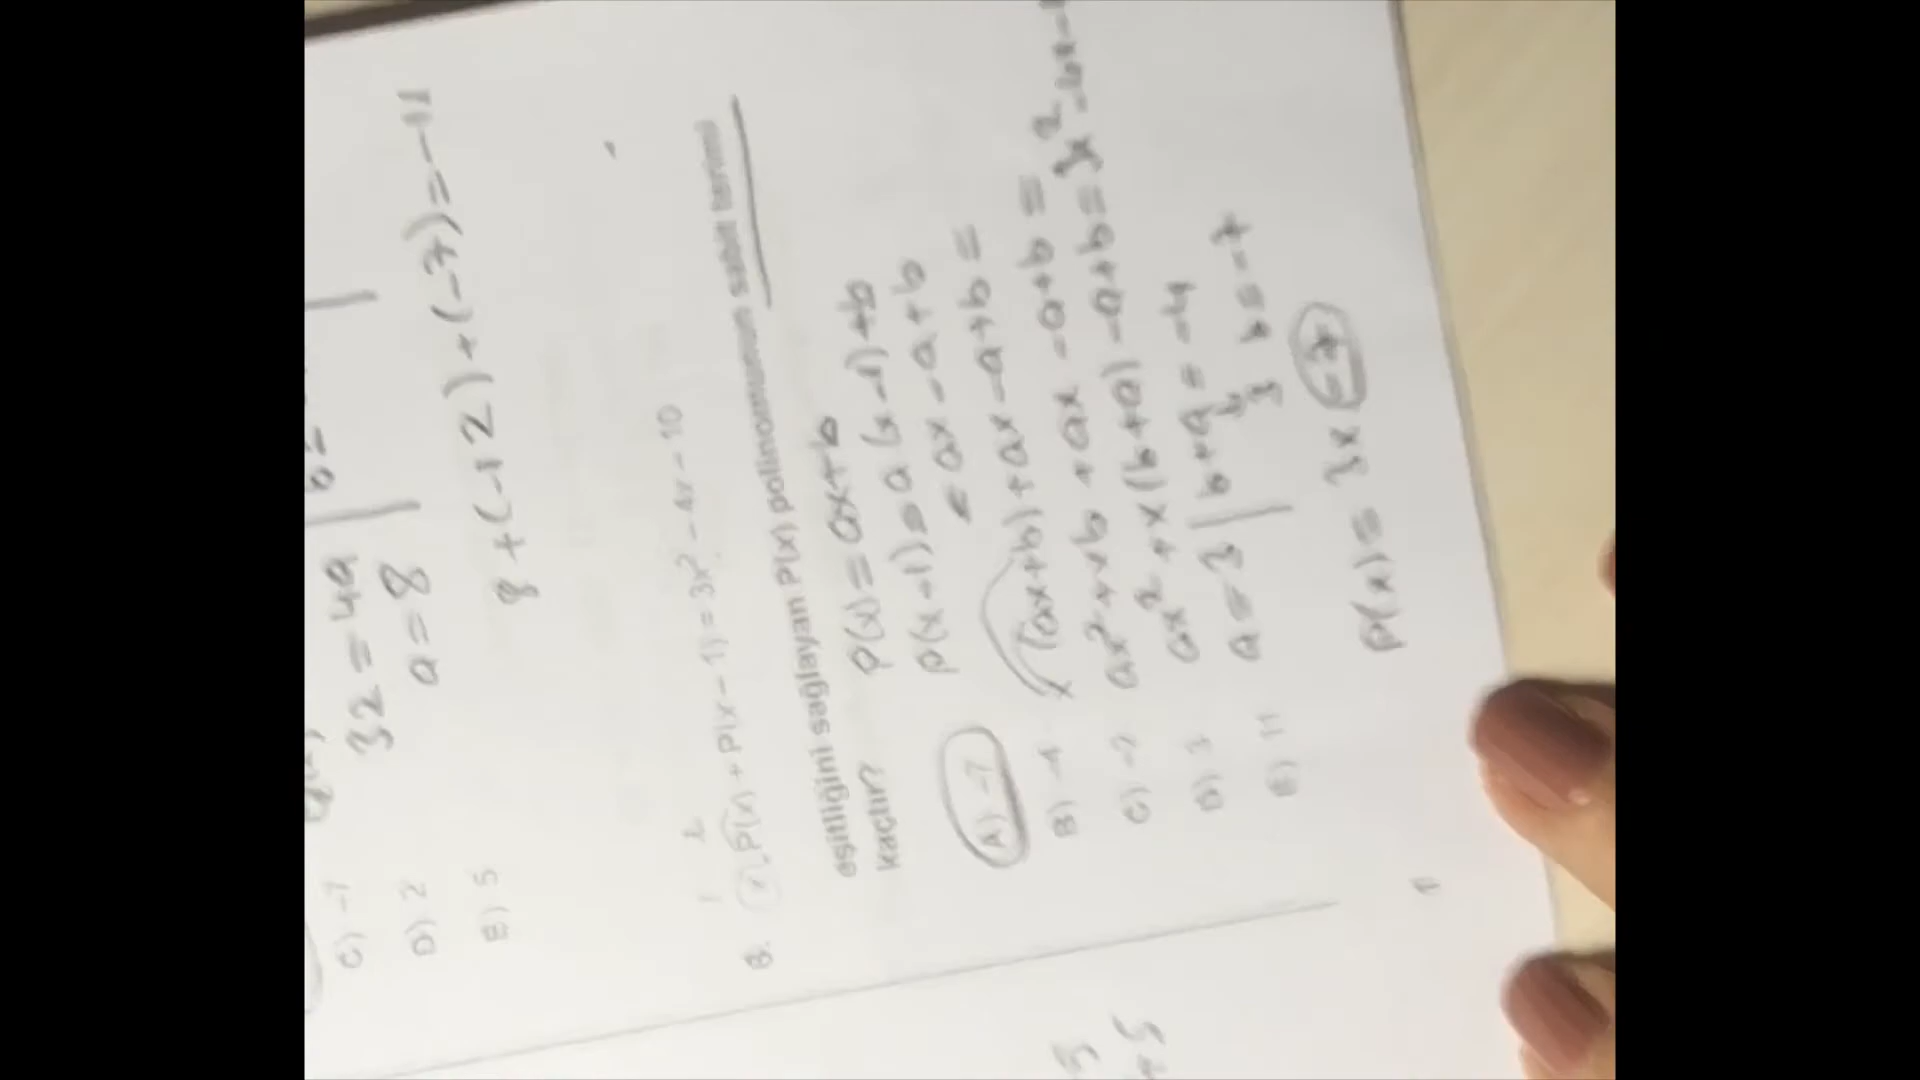 32 = 4a
a = 8
8 + (-12) + (-7) = -11
C) -7
D) 2
E) 5
8. x.P(x) + P(x - 1) = 3x² - 4x - 10
eşitliğini sağlayan P(x) polinomunun sabit terimi
kaçtır?
P(x) = ax+b
P(x-1) = a(x-1)+b
= ax - a + b
x(ax+b) + ax - a + b =
ax² + xb + ax - a + b =
ax² + x(b+a) - a + b = 3x² - 4x -
a = 3 | b + a = -4
3 b = -7
P(x) = 3x - 7
A) -7
B) -4
C) -2
D) 3
E) 11